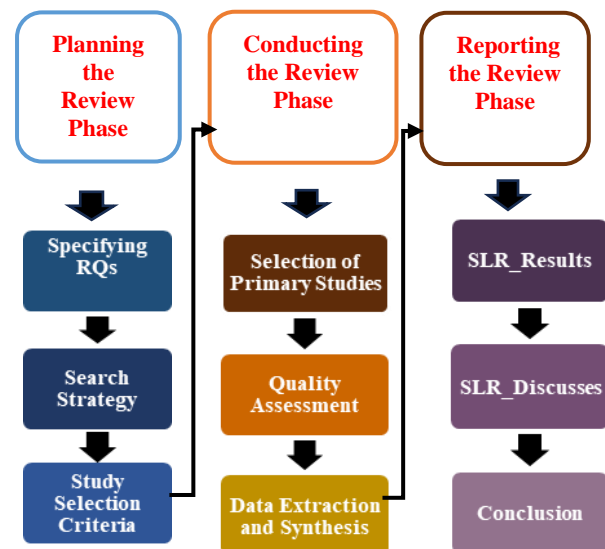 Planning
the
Review
Phase
Specifying
RQs
Search
Strategy
Study
Selection
Criteria
Conducting
the Review
Phase
Selection of
Primary Studies
Quality
Assessment
Data Extraction
and Synthesis
Reporting
the Review
Phase
SLR_Results
SLR_Discusses
Conclusion